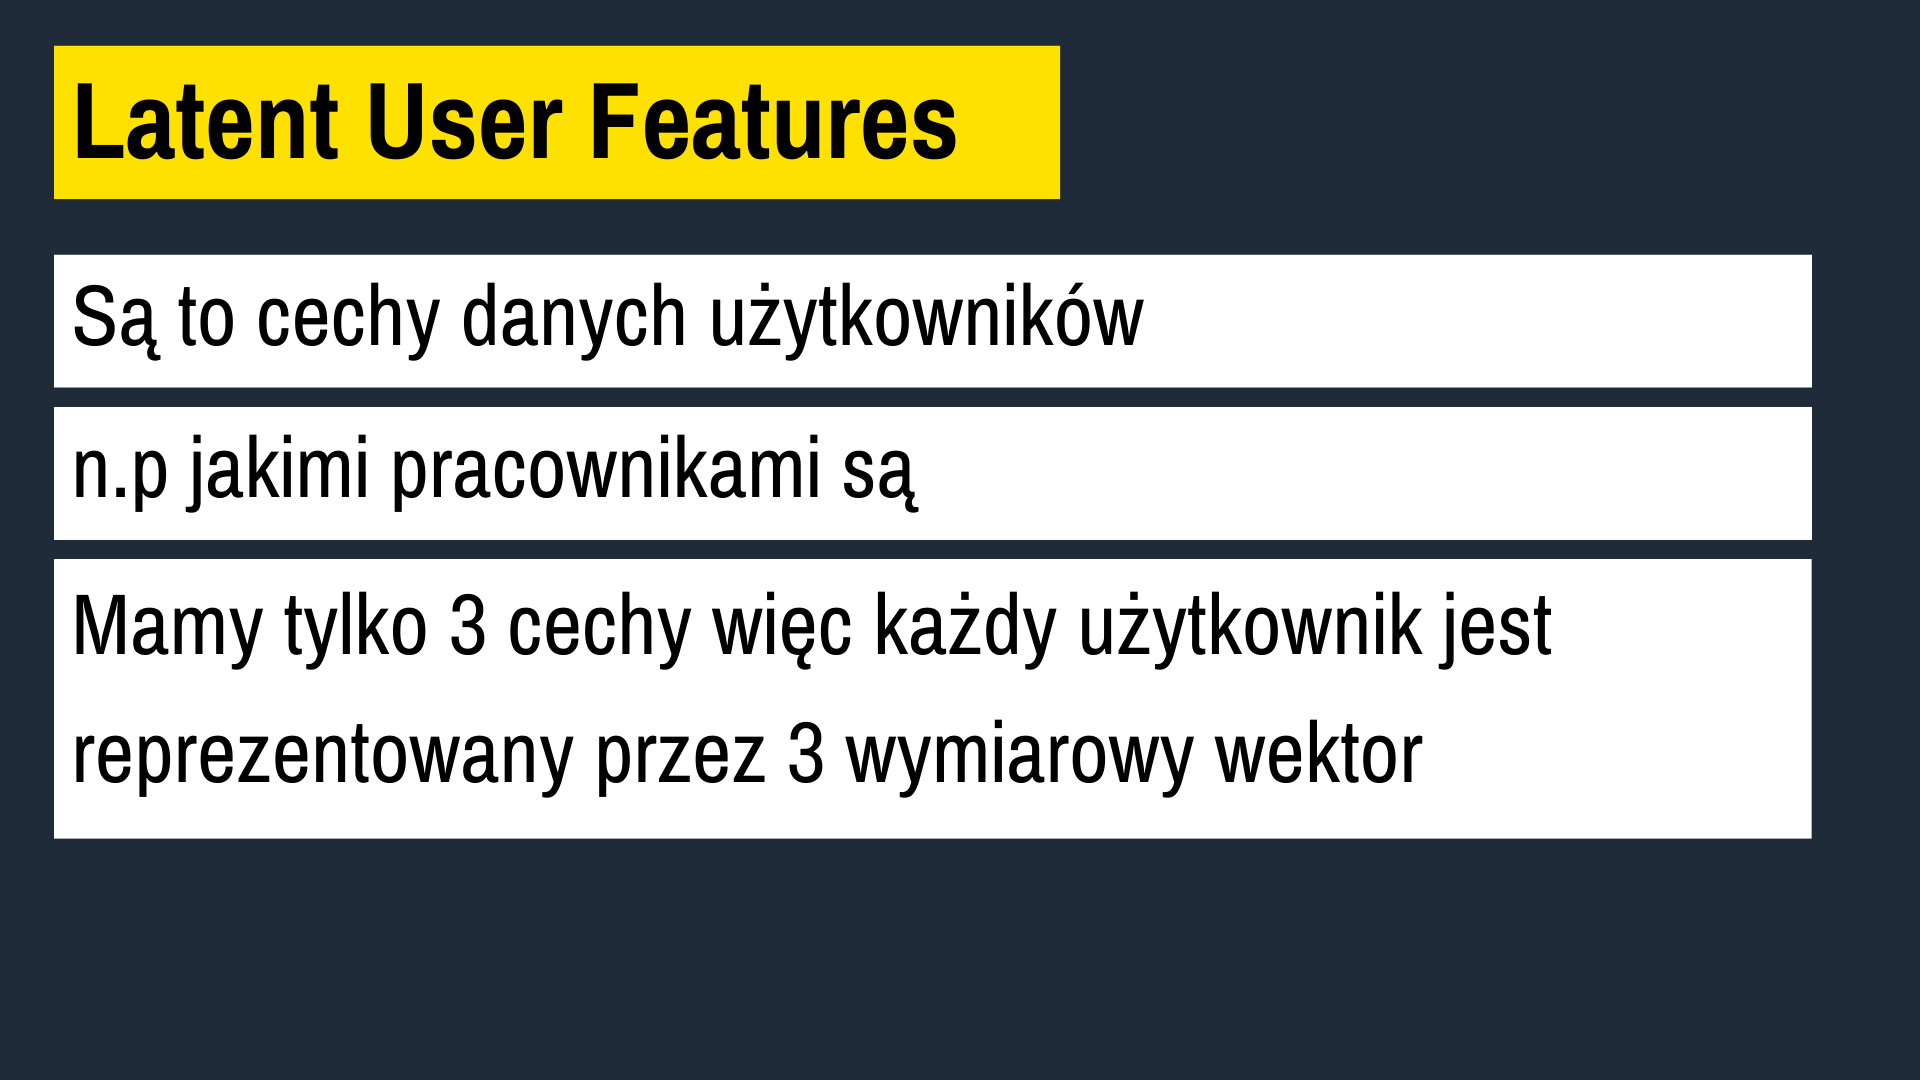 Latent User Features
Są to cechy danych użytkowników
n.p jakimi pracownikami są
Mamy tylko 3 cechy więc każdy użytkownik jest
reprezentowany przez 3 wymiarowy wektor